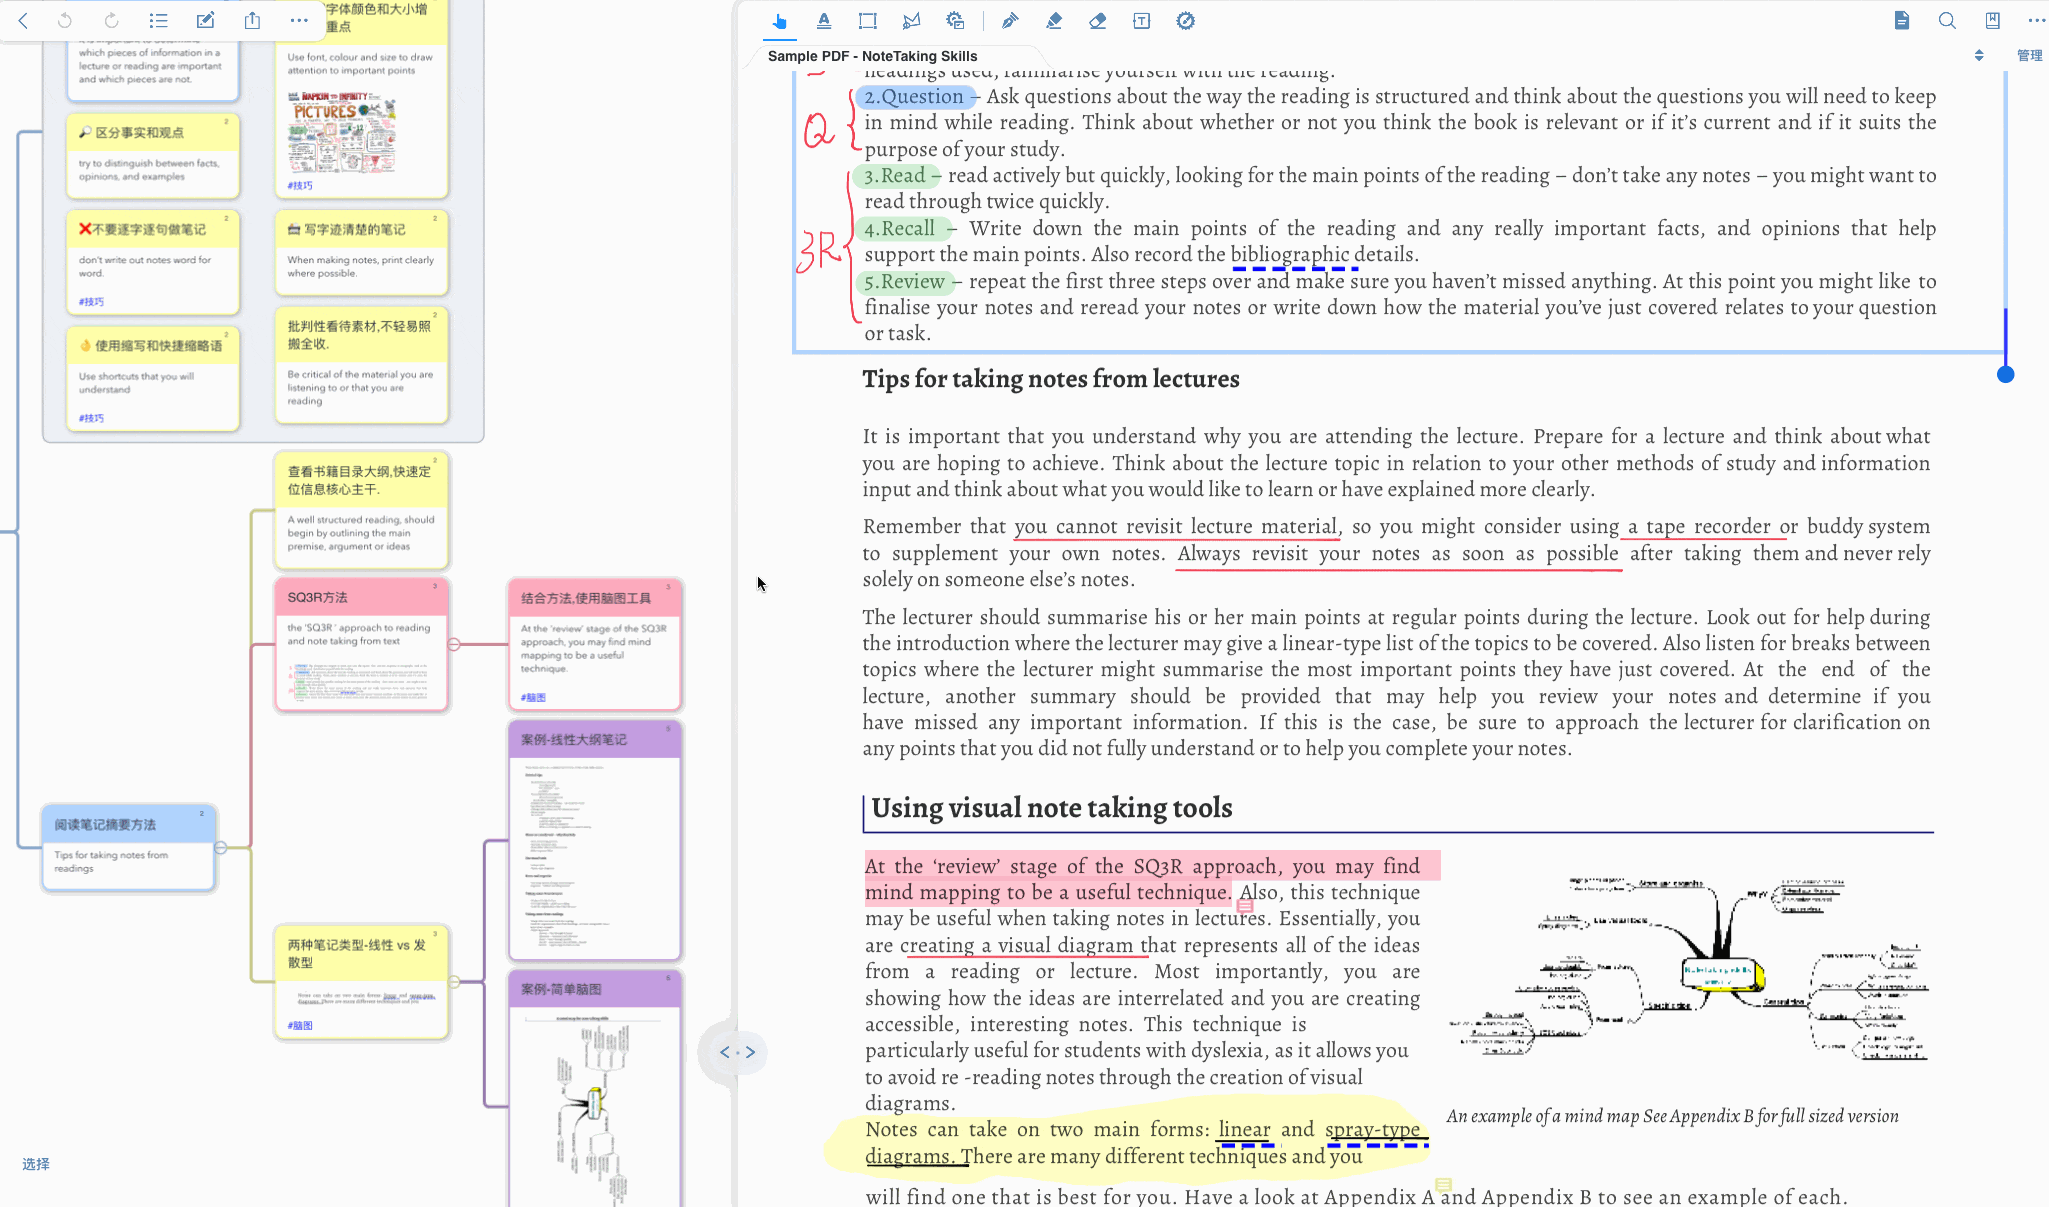 which pieces of information in a
lecture or reading are important
and which pieces are not.
字体颜色和大小增
重点
Use font, colour and size to draw
attention to important points
NAPKIN TO INFINITY
PICTURES
#技巧
2
🔎 区分事实和观点
try to distinguish between facts,
opinions, and examples
2
❌不要逐字逐句做笔记
don't write out notes word for
word.
#技巧
2
写字迹清楚的笔记
When making notes, print clearly
where possible.
2
👌 使用缩写和快捷缩略语
Use shortcuts that you will
understand
#技巧
2
批判性看待素材,不轻易照
搬全收.
Be critical of the material you are
listening to or that you are
reading
2
查看书籍目录大纲,快速定
位信息核心主干.
A well structured reading, should
begin by outlining the main
premise, argument or ideas
3
SQ3R方法
the 'SQ3R ' approach to reading
and note taking from text
3
结合方法,使用脑图工具
At the 'review' stage of the SQ3R
approach, you may find mind
mapping to be a useful
technique.
#脑图
5
案例-线性大纲笔记
2
阅读笔记摘要方法
Tips for taking notes from
readings
3
两种笔记类型-线性 vs 发
散型
#脑图
6
案例-简单脑图
选择
Sample PDF - NoteTaking Skills
管理
headings used, familiarise yourself with the reading.
Q
2.Question – Ask questions about the way the reading is structured and think about the questions you will need to keep
in mind while reading. Think about whether or not you think the book is relevant or if it's current and if it suits the
purpose of your study.
3R
3.Read – read actively but quickly, looking for the main points of the reading – don't take any notes – you might want to
read through twice quickly.
4.Recall – Write down the main points of the reading and any really important facts, and opinions that help
support the main points. Also record the bibliographic details.
5.Review – repeat the first three steps over and make sure you haven't missed anything. At this point you might like to
finalise your notes and reread your notes or write down how the material you've just covered relates to your question
or task.
Tips for taking notes from lectures
It is important that you understand why you are attending the lecture. Prepare for a lecture and think about what
you are hoping to achieve. Think about the lecture topic in relation to your other methods of study and information
input and think about what you would like to learn or have explained more clearly.
Remember that you cannot revisit lecture material, so you might consider using a tape recorder or buddy system
to supplement your own notes. Always revisit your notes as soon as possible after taking them and never rely
solely on someone else's notes.
The lecturer should summarise his or her main points at regular points during the lecture. Look out for help during
the introduction where the lecturer may give a linear-type list of the topics to be covered. Also listen for breaks between
topics where the lecturer might summarise the most important points they have just covered. At the end of the
lecture, another summary should be provided that may help you review your notes and determine if you
have missed any important information. If this is the case, be sure to approach the lecturer for clarification on
any points that you did not fully understand or to help you complete your notes.
Using visual note taking tools
At the 'review' stage of the SQ3R approach, you may find
mind mapping to be a useful technique. Also, this technique
may be useful when taking notes in lectures. Essentially, you
are creating a visual diagram that represents all of the ideas
from a reading or lecture. Most importantly, you are
showing how the ideas are interrelated and you are creating
accessible, interesting notes. This technique is
particularly useful for students with dyslexia, as it allows you
to avoid re -reading notes through the creation of visual
diagrams.
An example of a mind map See Appendix B for full sized version
Notes can take on two main forms: linear and spray-type
diagrams. There are many different techniques and you
will find one that is best for you. Have a look at Appendix A and Appendix B to see an example of each.